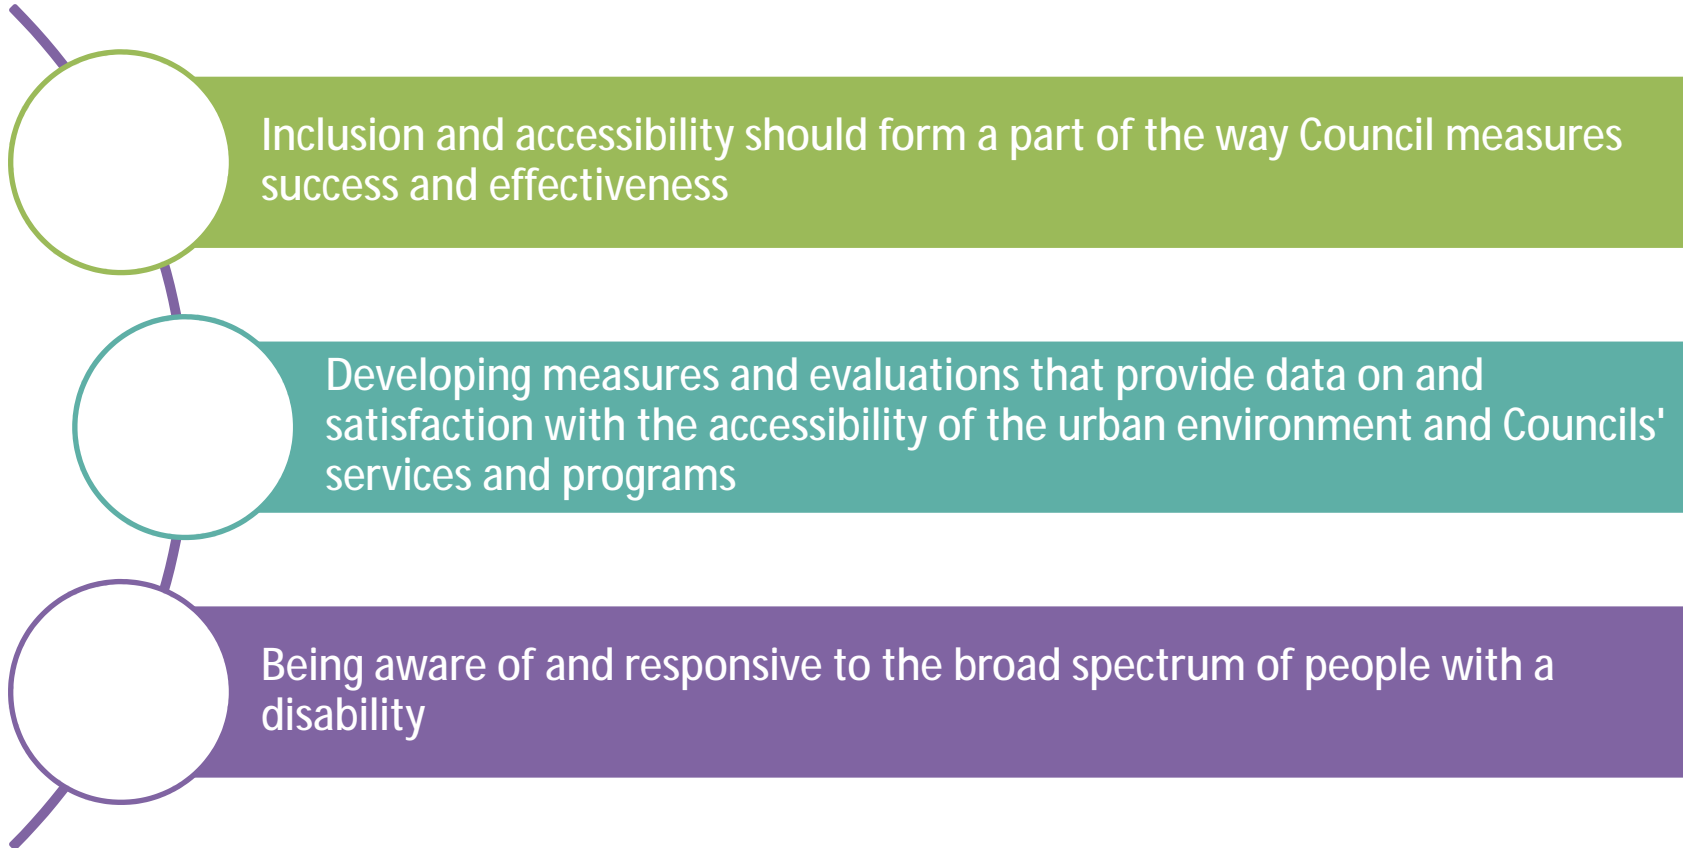 Inclusion and accessibility should form a part of the way Council measures
success and effectiveness
Developing measures and evaluations that provide data on and
satisfaction with the accessibility of the urban environment and Councils'
services and programs
Being aware of and responsive to the broad spectrum of people with a
disability